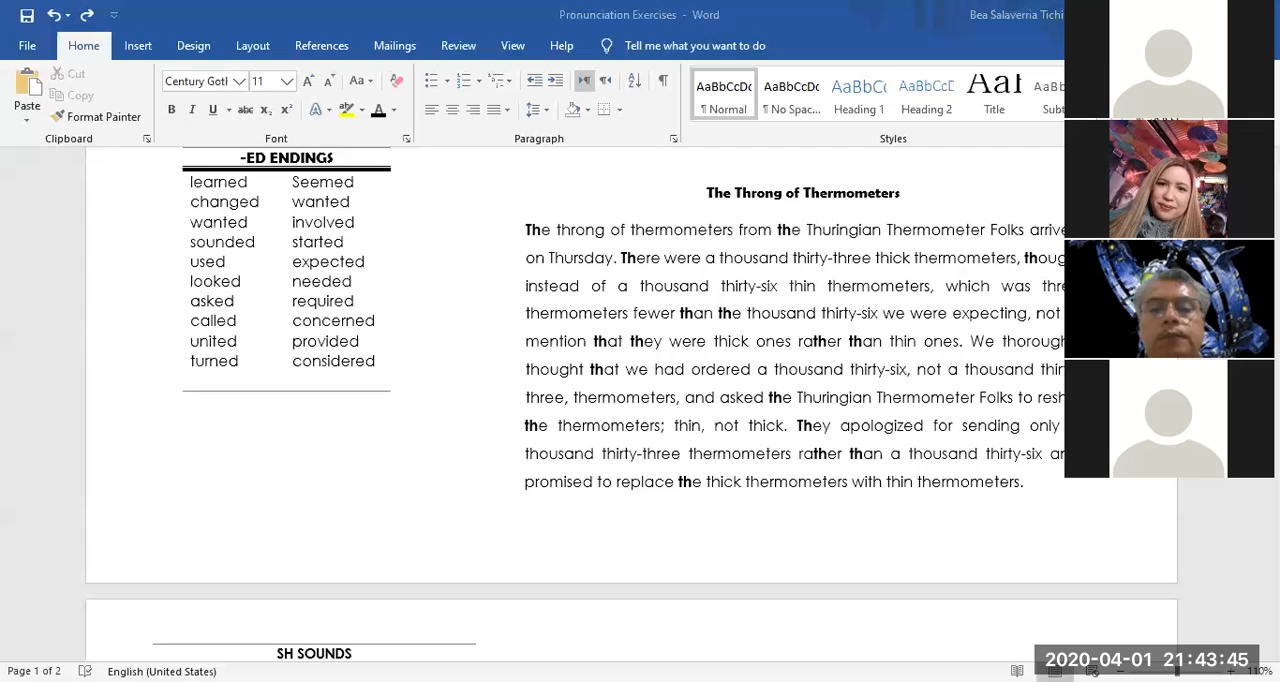 Pronunciation Exercises - Word
Bea Salaverria Tichi
File Home Insert Design Layout References Mailings Review View Help Tell me what you want to do
Cut
Copy
Paste
Format Painter
Clipboard
Century Gotl 11
Font
Paragraph
AaBbCcDc AaBbCcDc AaBbCc AaBbCcD AaI
¶ Normal ¶ No Spac... Heading 1 Heading 2 Title Subt
Styles
-ED ENDINGS
learned Seemed
changed wanted
wanted involved
sounded started
used expected
looked needed
asked required
called concerned
united provided
turned considered
The Throng of Thermometers
The throng of thermometers from the Thuringian Thermometer Folks arrive
on Thursday. There were a thousand thirty-three thick thermometers, thoug
instead of a thousand thirty-six thin thermometers, which was thre
thermometers fewer than the thousand thirty-six we were expecting, not
mention that they were thick ones rather than thin ones. We thorough
thought that we had ordered a thousand thirty-six, not a thousand thirt
three, thermometers, and asked the Thuringian Thermometer Folks to resh
the thermometers; thin, not thick. They apologized for sending only
thousand thirty-three thermometers rather than a thousand thirty-six an
promised to replace the thick thermometers with thin thermometers.
SH SOUNDS
Page 1 of 2 English (United States)
2020-04-01 21:43:45
110%